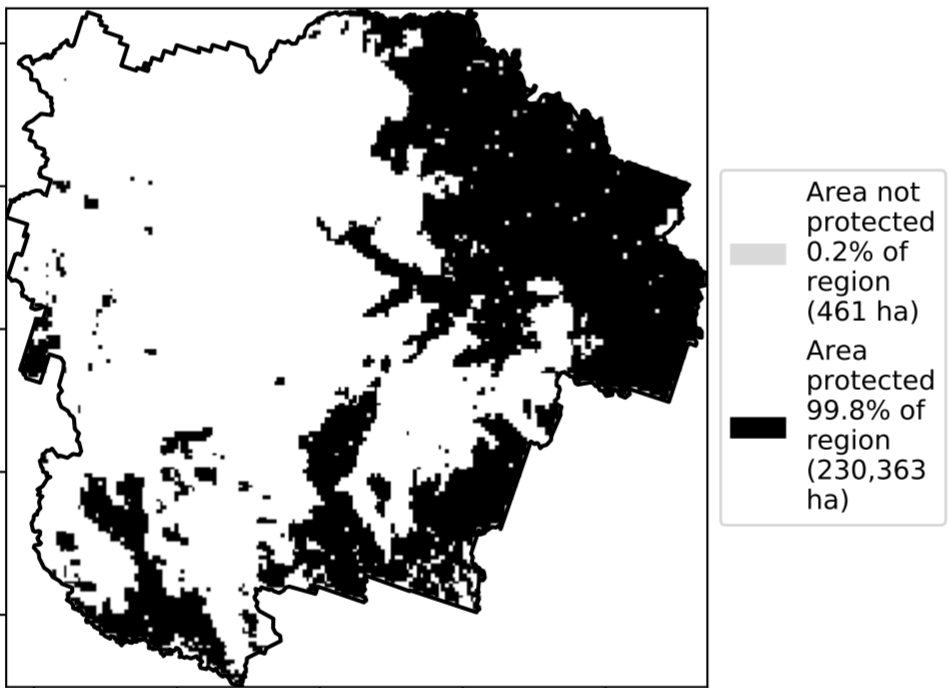 Area not
protected
0.2% of
region
(461 ha)
Area
protected
99.8% of
region
(230,363
ha)